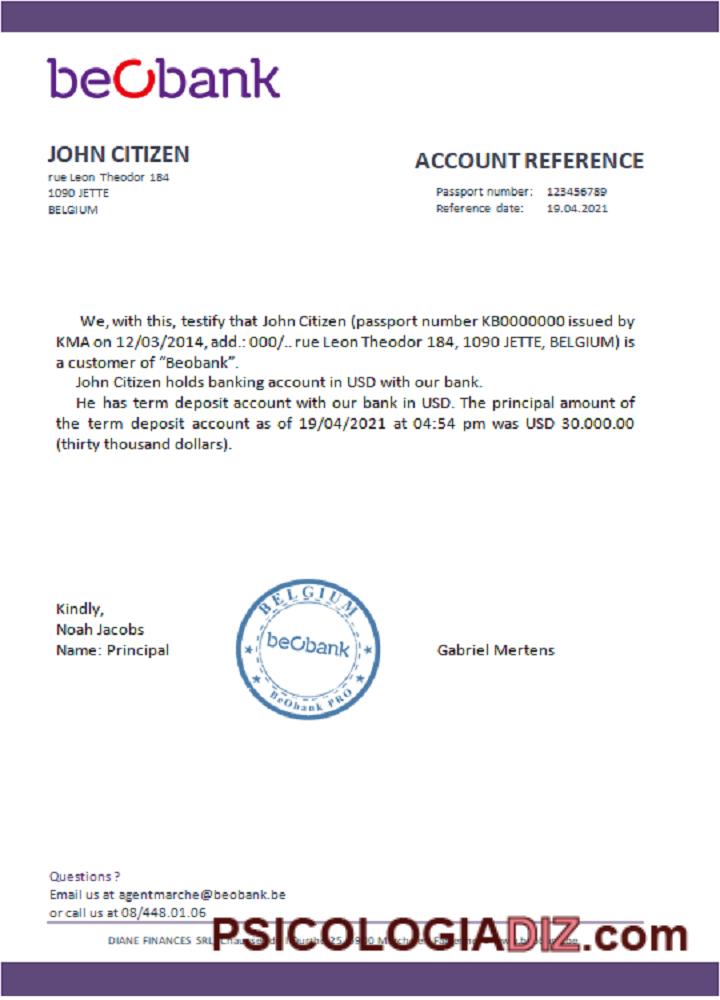 beobank
JOHN CITIZEN
rue Leon Theodor 184
1090 JETTE
BELGIUM
ACCOUNT REFERENCE
Passport number: 123456789
Reference date: 19.04.2021
We, with this, testify that John Citizen (passport number KB0000000 issued by
KMA on 12/03/2014, add.: 000/.. rue Leon Theodor 184, 1090 JETTE, BELGIUM) is
a customer of “Beobank”.
John Citizen holds banking account in USD with our bank.
He has term deposit account with our bank in USD. The principal amount of
the term deposit account as of 19/04/2021 at 04:54 pm was USD 30.000.00
(thirty thousand dollars).
Kindly,
Noah Jacobs
Name: Principal
BELGIUM
beobank
BeObank PRO
Gabriel Mertens
Questions?
Email us at agentmarche@beobank.be
or call us at 08/448.01.06
DIANE FINANCES SRL
PSICOLOGIADIZ.com